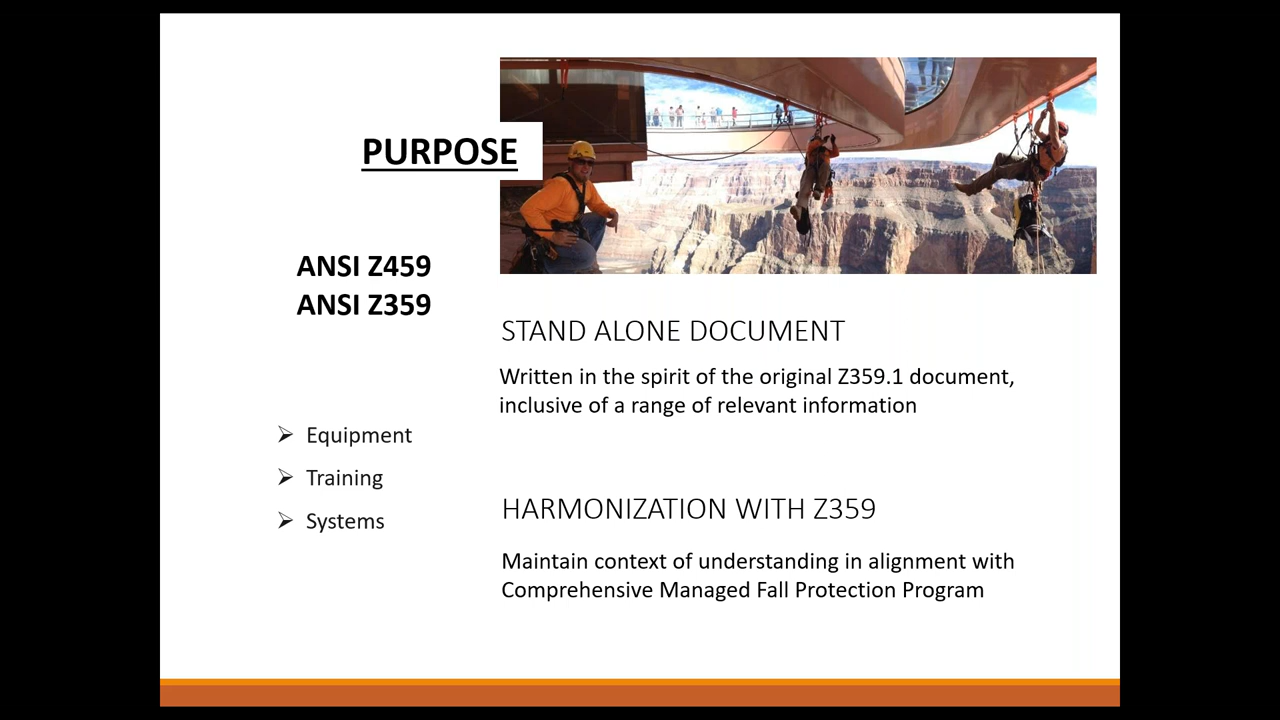 PURPOSE
ANSI Z459
ANSI Z359
➢ Equipment
➢ Training
➢ Systems
STAND ALONE DOCUMENT
Written in the spirit of the original Z359.1 document,
inclusive of a range of relevant information
HARMONIZATION WITH Z359
Maintain context of understanding in alignment with
Comprehensive Managed Fall Protection Program